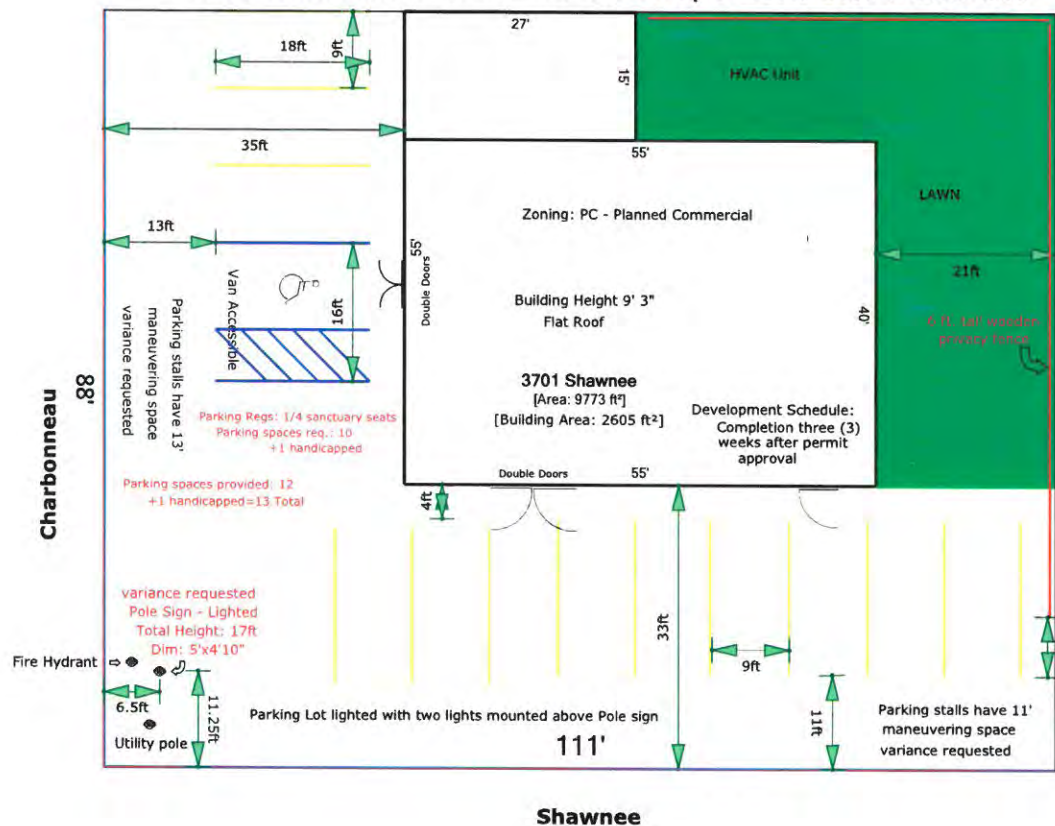 27'
9ft
18ft
15'
HVAC Unit
35ft
55'
LAWN
Zoning: PC - Planned Commercial
13ft
55'
21ft
Van Accessible
16ft
Double Doors
Building Height 9' 3"
Flat Roof
40'
6 ft. tall wooden
privacy fence
Parking stalls have 13'
maneuvering space
variance requested
3701 Shawnee
[Area: 9773 ft²]
[Building Area: 2605 ft²]
Charbonneau
88'
Parking Regs: 1/4 sanctuary seats
Parking spaces req.: 10
+1 handicapped
Development Schedule:
Completion three (3)
weeks after permit
approval
Parking spaces provided: 12
+1 handicapped=13 Total
Double Doors
55'
4ft
variance requested
Pole Sign - Lighted
Total Height: 17ft
Dim: 5'x4'10"
33ft
9ft
Fire Hydrant
6.5ft
11.25ft
11ft
Utility pole
Parking Lot lighted with two lights mounted above Pole sign
111'
Parking stalls have 11'
maneuvering space
variance requested
Shawnee